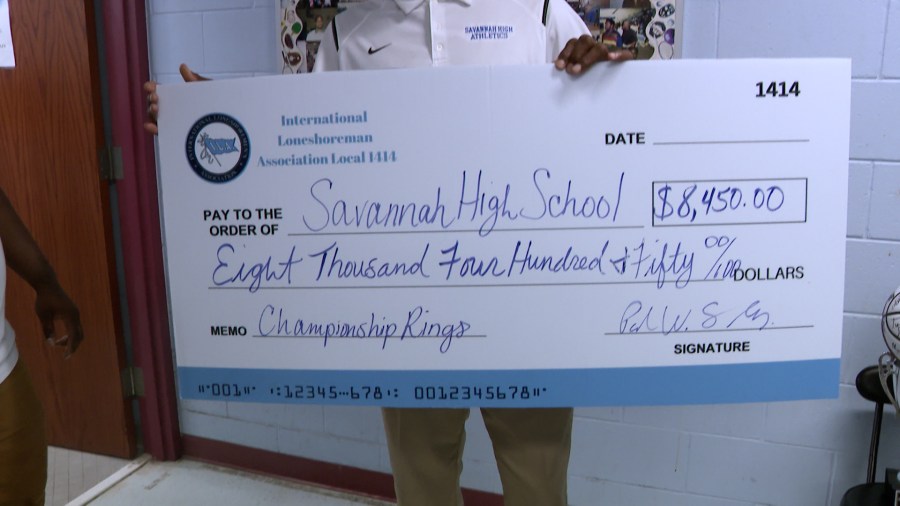 SAVANNAH HIGH
ATHLETICS
1414
International
Loneshoreman
Association Local 1414
DATE
PAY TO THE
ORDER OF
Savannah High School
$8,450.00
Eight Thousand Four Hundred & Fifty 00/100 DOLLARS
MEMO Championship Rings
SIGNATURE
⑈001⑈ ⑆12345⑉678⑆ 0012345678⑈